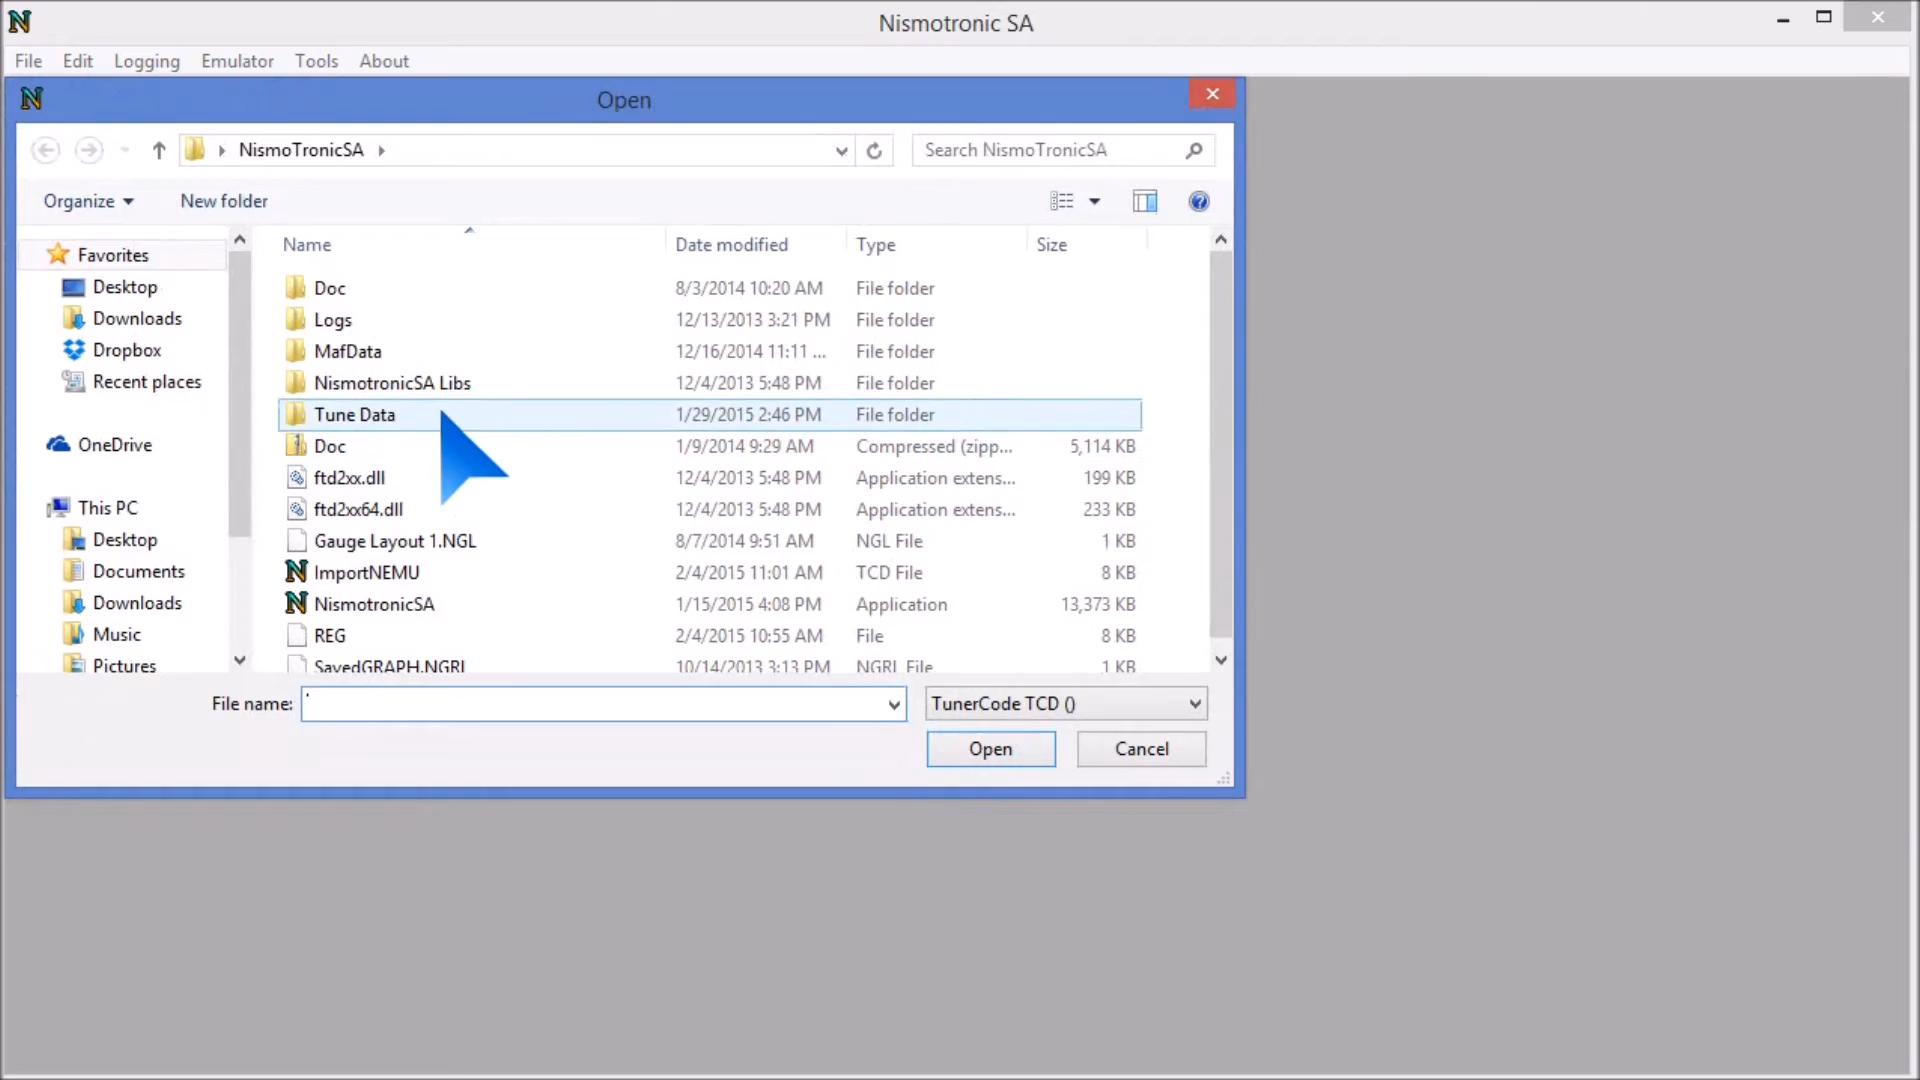 Nismotronic SA
File Edit Logging Emulator Tools About
Open
NismoTronicSA
Search NismoTronicSA
Organize New folder
Name Date modified Type Size
Favorites
Desktop
Downloads
Dropbox
Recent places
OneDrive
This PC
Desktop
Documents
Downloads
Music
Pictures
Doc 8/3/2014 10:20 AM File folder
Logs 12/13/2013 3:21 PM File folder
MafData 12/16/2014 11:11 ... File folder
NismotronicSA Libs 12/4/2013 5:48 PM File folder
Tune Data 1/29/2015 2:46 PM File folder
Doc 1/9/2014 9:29 AM Compressed (zipp... 5,114 KB
ftd2xx.dll 12/4/2013 5:48 PM Application extens... 199 KB
ftd2xx64.dll 12/4/2013 5:48 PM Application extens... 233 KB
Gauge Layout 1.NGL 8/7/2014 9:51 AM NGL File 1 KB
ImportNEMU 2/4/2015 11:01 AM TCD File 8 KB
NismotronicSA 1/15/2015 4:08 PM Application 13,373 KB
REG 2/4/2015 10:55 AM File 8 KB
SavedGRAPH.NGRL 10/14/2013 3:13 PM NGRL File 1 KB
File name: TunerCode TCD ()
Open Cancel